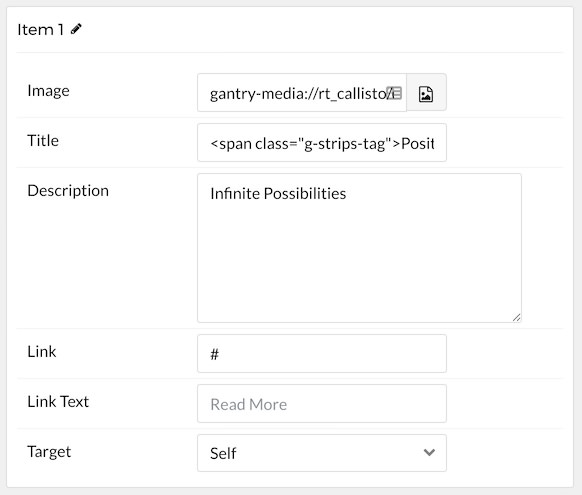 Item 1
Image
gantry-media://rt_callisto/i
Title
<span class="g-strips-tag">Posit
Description
Infinite Possibilities
Link
#
Link Text
Read More
Target
Self